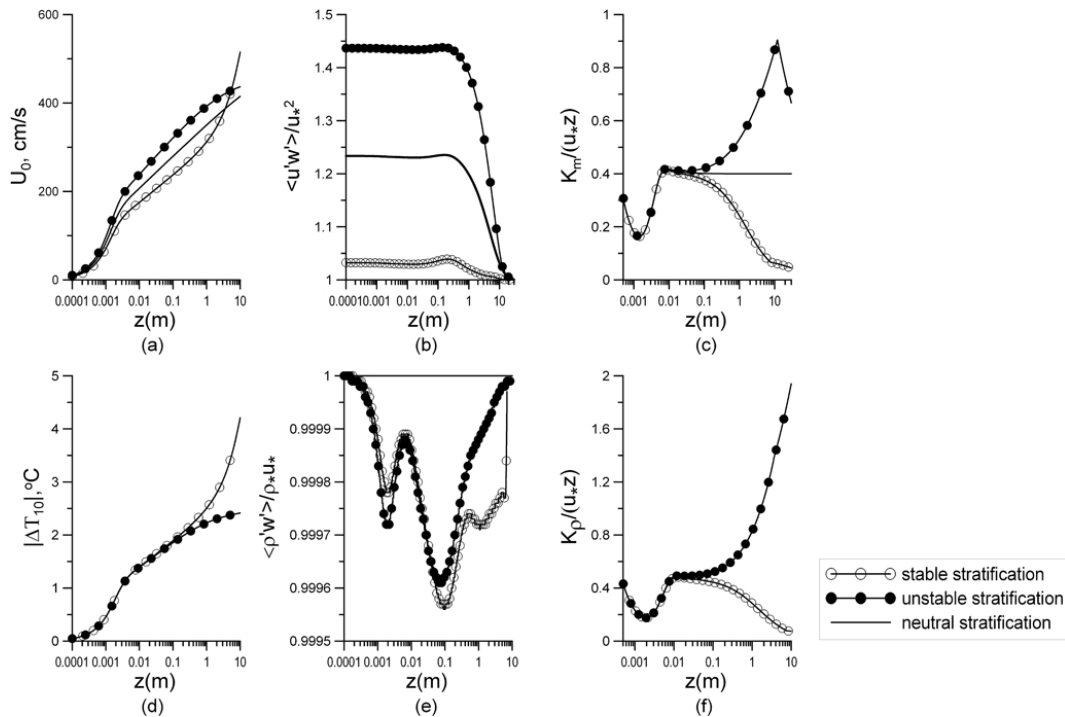 600
400
200
0
U0, cm/s
0.0001 0.001 0.01 0.1 1 10
z(m)
(a)
1.5
1.4
1.3
1.2
1.1
1
<u'w'>/u*²
0.0001 0.001 0.01 0.1 1 10
z(m)
(b)
1
0.8
0.6
0.4
0.2
0
Km/(u*z)
0.001 0.01 0.1 1 10
z(m)
(c)
5
4
3
2
1
0
|ΔT10|,°C
0.0001 0.001 0.01 0.1 1 10
z(m)
(d)
1
0.9999
0.9998
0.9997
0.9996
0.9995
<ρ'w'>/ρ*u*
0.0001 0.001 0.01 0.1 1 10
z(m)
(e)
2
1.6
1.2
0.8
0.4
0
Kρ/(u*z)
0.001 0.01 0.1 1 10
z(m)
(f)
stable stratification
unstable stratification
neutral stratification